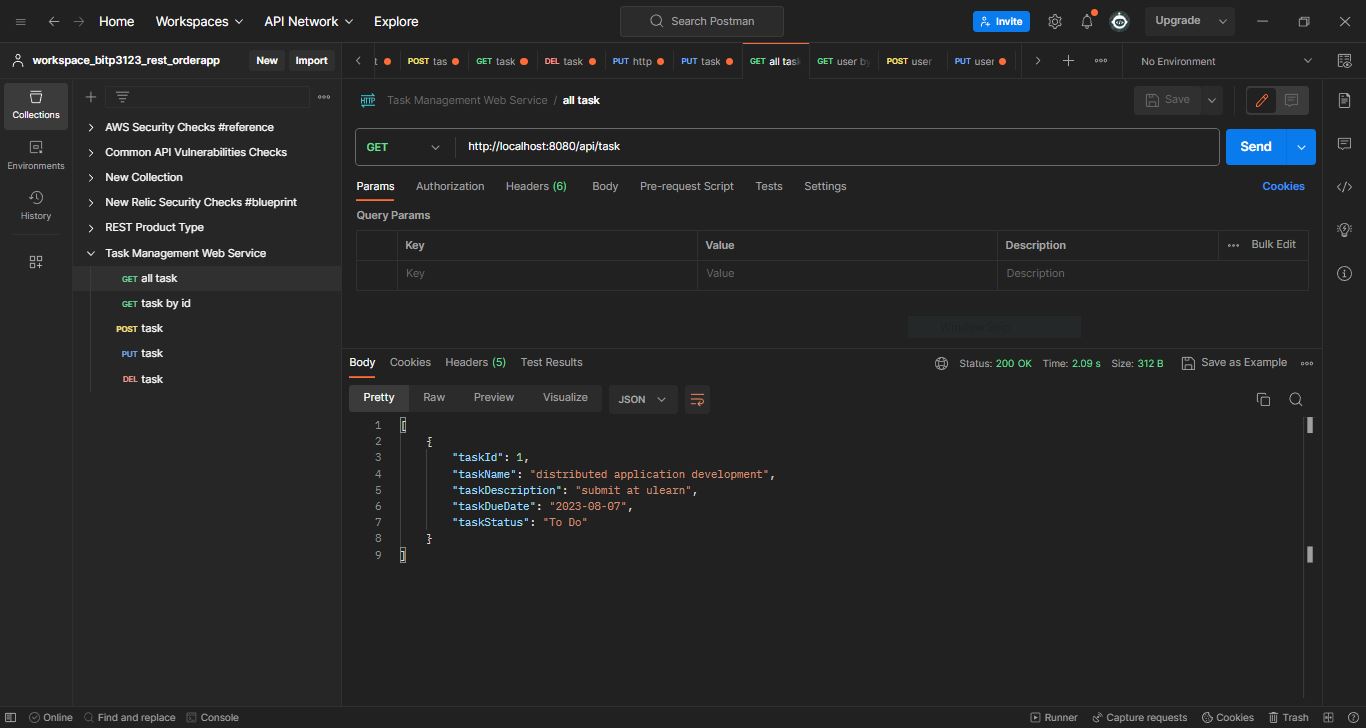 Home Workspaces API Network Explore Search Postman Invite Upgrade
workspace_bitp3123_rest_orderapp New Import t POST tas GET task DEL task PUT http PUT task GET all task GET user by POST user PUT user No Environment
Collections
Environments
History
AWS Security Checks #reference
Common API Vulnerabilities Checks
New Collection
New Relic Security Checks #blueprint
REST Product Type
Task Management Web Service
GET all task
GET task by id
POST task
PUT task
DEL task
HTTP Task Management Web Service / all task Save
GET http://localhost:8080/api/task Send
Params Authorization Headers (6) Body Pre-request Script Tests Settings Cookies
Query Params
Key Value Description Bulk Edit
Key Value Description
Body Cookies Headers (5) Test Results Status: 200 OK Time: 2.09 s Size: 312 B Save as Example
Pretty Raw Preview Visualize JSON
1 [
2 {
3 "taskId": 1,
4 "taskName": "distributed application development",
5 "taskDescription": "submit at ulearn",
6 "taskDueDate": "2023-08-07",
7 "taskStatus": "To Do"
8 }
9 ]
Online Find and replace Console Runner Capture requests Cookies Trash